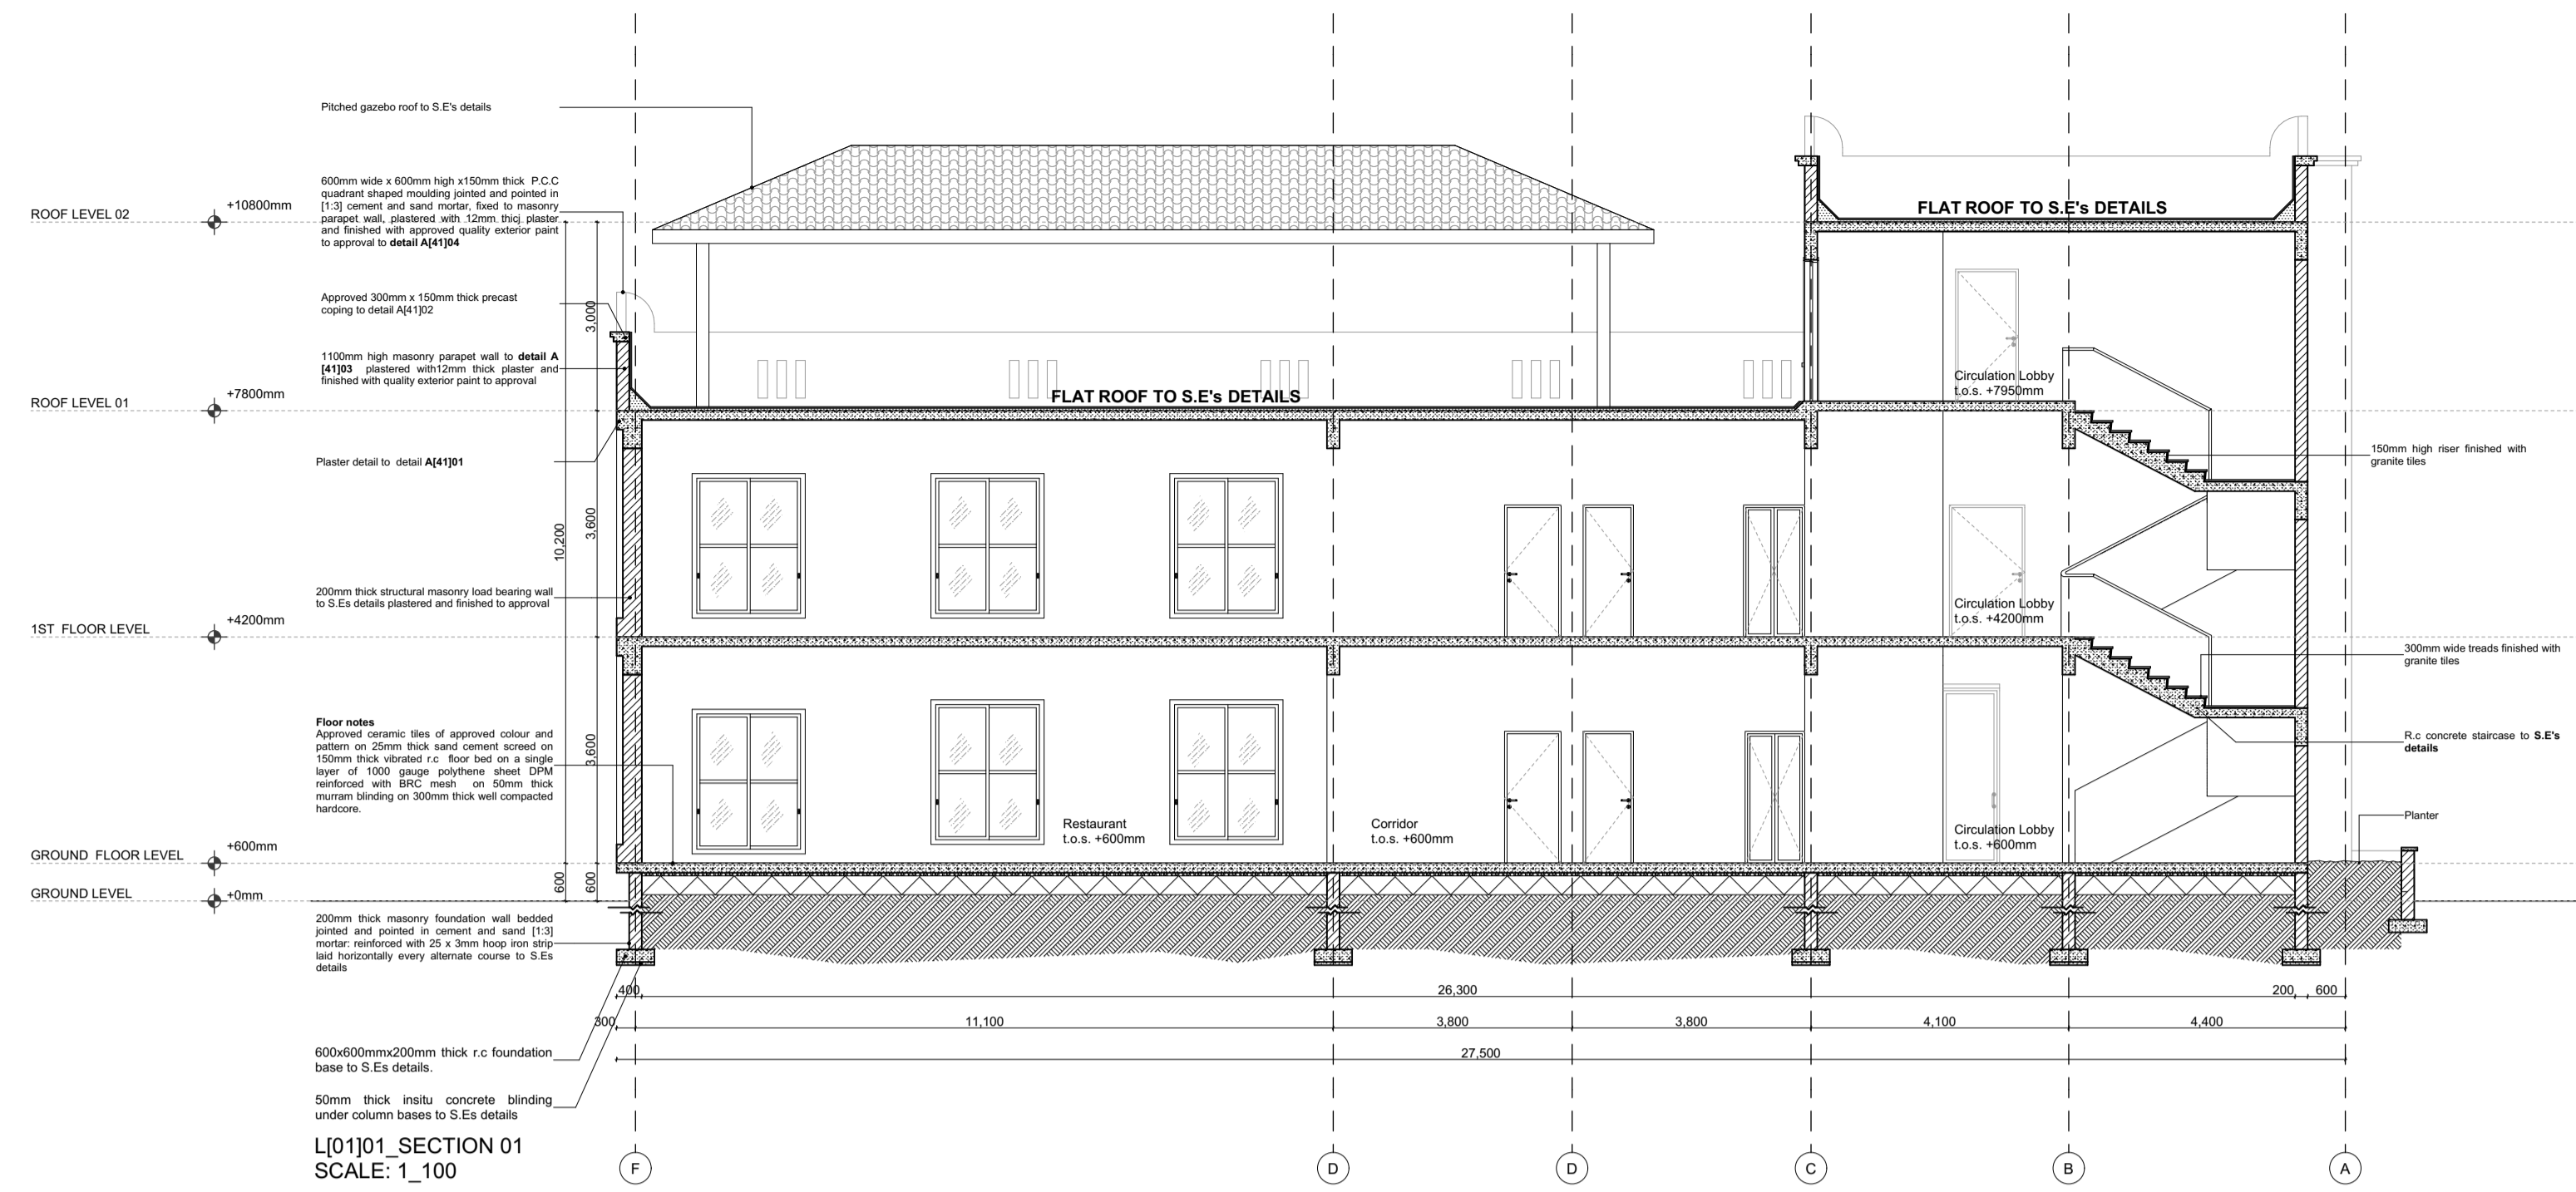 Pitched gazebo roof to S.E's details
600mm wide x 600mm high x150mm thick P.C.C
quadrant shaped moulding jointed and pointed in
[1:3] cement and sand mortar, fixed to masonry
parapet wall, plastered with 12mm thicj plaster
and finished with approved quality exterior paint
to approval to detail A[41]04
ROOF LEVEL 02
+10800mm
FLAT ROOF TO S.E's DETAILS
Approved 300mm x 150mm thick precast
coping to detail A[41]02
3,000
1100mm high masonry parapet wall to detail A
[41]03 plastered with12mm thick plaster and
finished with quality exterior paint to approval
ROOF LEVEL 01
+7800mm
FLAT ROOF TO S.E's DETAILS
Circulation Lobby
t.o.s. +7950mm
Plaster detail to detail A[41]01
150mm high riser finished with
granite tiles
10,200
3,600
200mm thick structural masonry load bearing wall
to S.Es details plastered and finished to approval
1ST FLOOR LEVEL
+4200mm
Circulation Lobby
t.o.s. +4200mm
300mm wide treads finished with
granite tiles
Floor notes
Approved ceramic tiles of approved colour and
pattern on 25mm thick sand cement screed on
150mm thick vibrated r.c floor bed on a single
layer of 1000 gauge polythene sheet DPM
reinforced with BRC mesh on 50mm thick
murram blinding on 300mm thick well compacted
hardcore.
3,600
R.c concrete staircase to S.E's
details
Planter
Restaurant
t.o.s. +600mm
Corridor
t.o.s. +600mm
Circulation Lobby
t.o.s. +600mm
GROUND FLOOR LEVEL
+600mm
600
600
GROUND LEVEL
+0mm
200mm thick masonry foundation wall bedded
jointed and pointed in cement and sand [1:3]
mortar: reinforced with 25 x 3mm hoop iron strip
laid horizontally every alternate course to S.Es
details
400
26,300
200
600
300
11,100
3,800
3,800
4,100
4,400
27,500
600x600mmx200mm thick r.c foundation
base to S.Es details.
50mm thick insitu concrete blinding
under column bases to S.Es details
L[01]01_SECTION 01
SCALE: 1_100
F
D
D
C
B
A